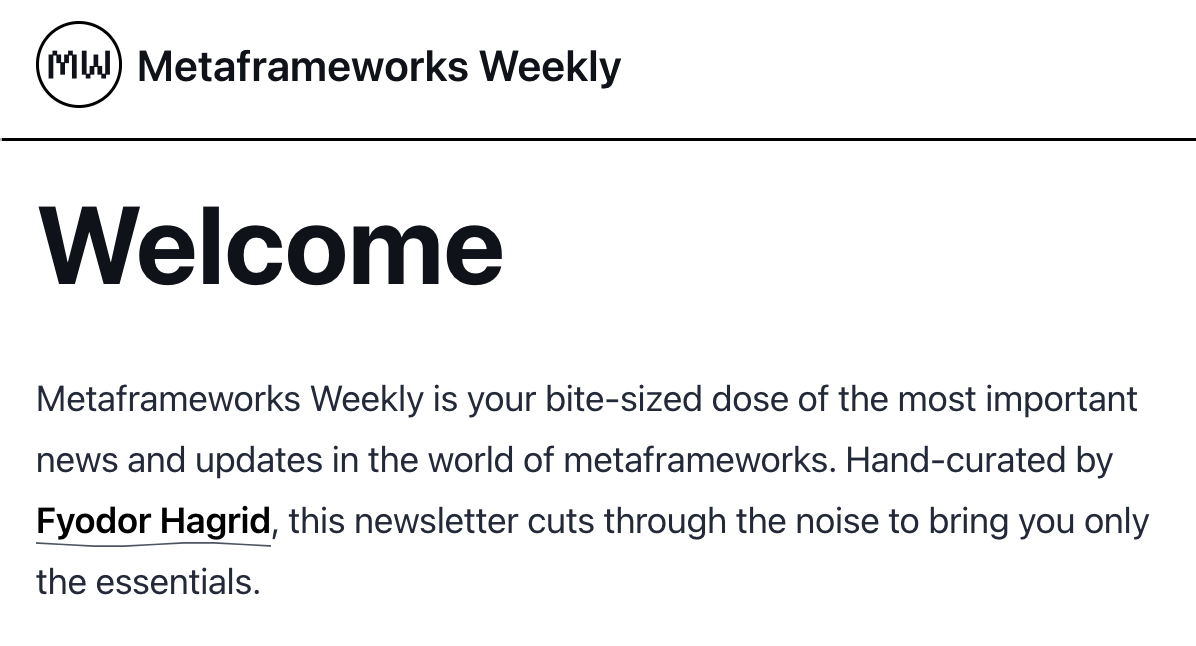 MW Metaframeworks Weekly
Welcome
Metaframeworks Weekly is your bite-sized dose of the most important
news and updates in the world of metaframeworks. Hand-curated by
Fyodor Hagrid, this newsletter cuts through the noise to bring you only
the essentials.